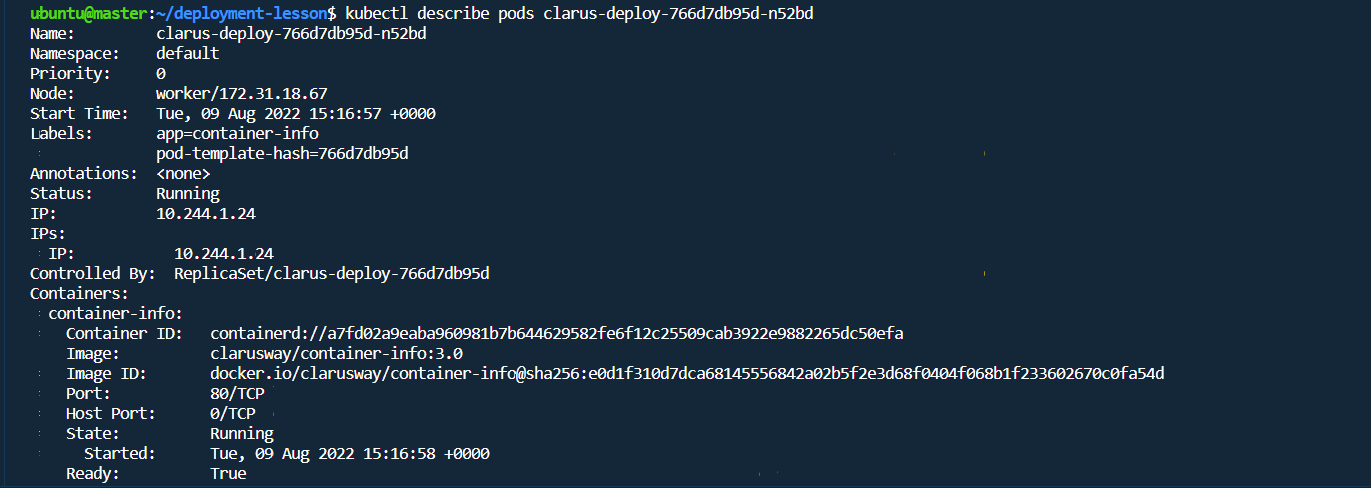 ubuntu@master:~/deployment-lesson$ kubectl describe pods clarus-deploy-766d7db95d-n52bd
Name:         clarus-deploy-766d7db95d-n52bd
Namespace:    default
Priority:     0
Node:         worker/172.31.18.67
Start Time:   Tue, 09 Aug 2022 15:16:57 +0000
Labels:       app=container-info
              pod-template-hash=766d7db95d
Annotations:  <none>
Status:       Running
IP:           10.244.1.24
IPs:
  IP:           10.244.1.24
Controlled By:  ReplicaSet/clarus-deploy-766d7db95d
Containers:
  container-info:
    Container ID:   containerd://a7fd02a9eaba960981b7b644629582fe6f12c25509cab3922e9882265dc50efa
    Image:          clarusway/container-info:3.0
    Image ID:       docker.io/clarusway/container-info@sha256:e0d1f310d7dca68145556842a02b5f2e3d68f0404f068b1f233602670c0fa54d
    Port:           80/TCP
    Host Port:      0/TCP
    State:          Running
      Started:      Tue, 09 Aug 2022 15:16:58 +0000
    Ready:          True